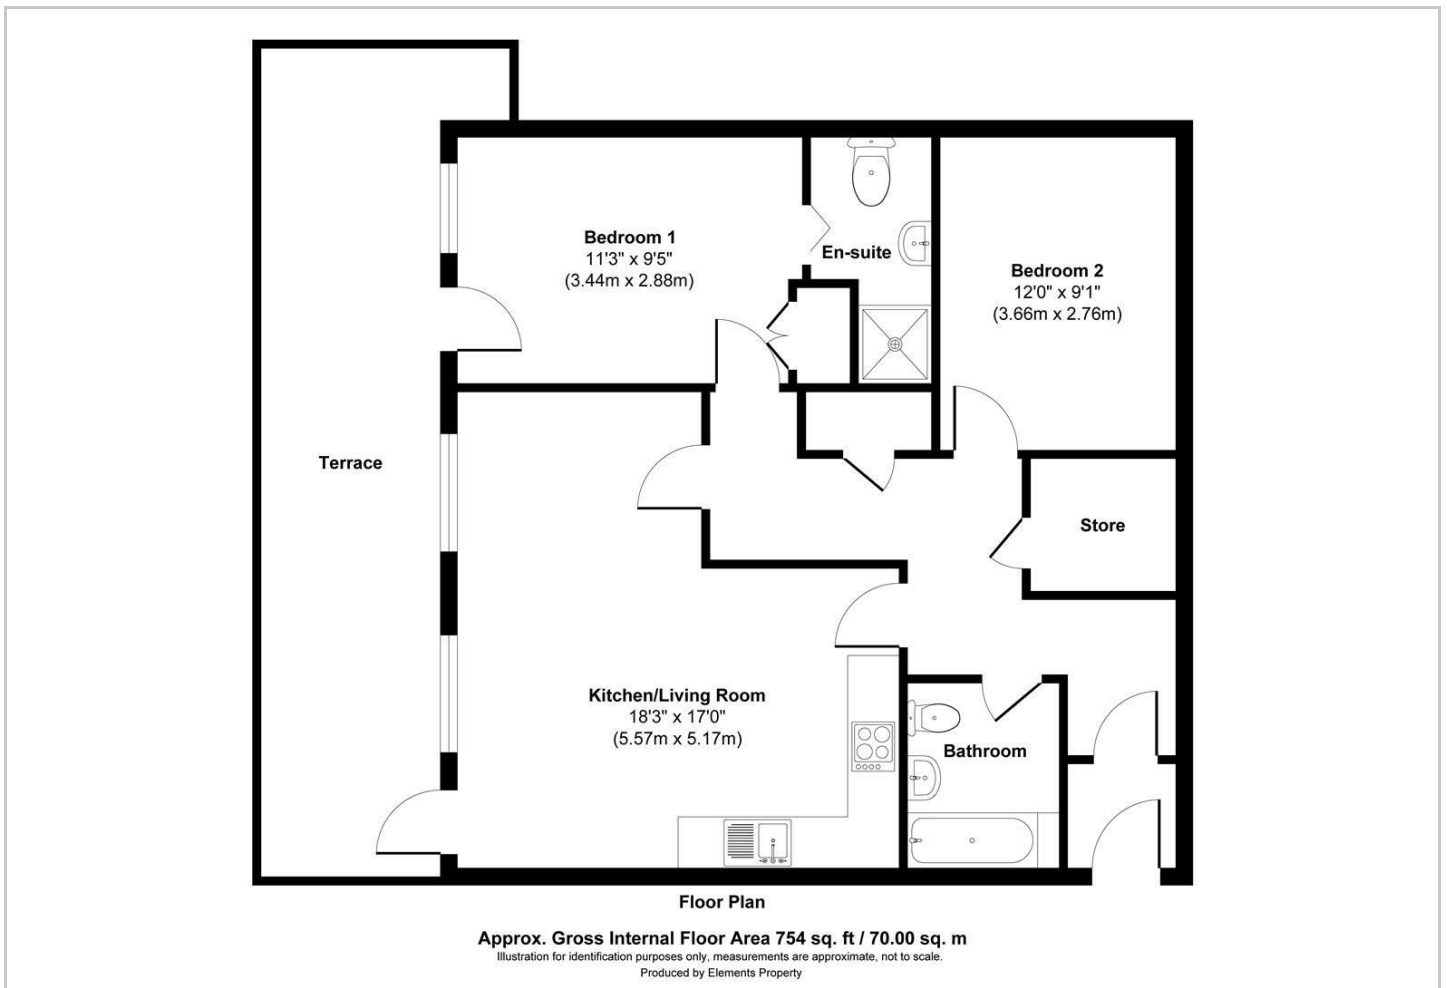 Bedroom 1
11'3" x 9'5"
(3.44m x 2.88m)
En-suite
Bedroom 2
12'0" x 9'1"
(3.66m x 2.76m)
Terrace
Store
Kitchen/Living Room
18'3" x 17'0"
(5.57m x 5.17m)
Bathroom
Floor Plan
Approx. Gross Internal Floor Area 754 sq. ft / 70.00 sq. m
Illustration for identification purposes only, measurements are approximate, not to scale.
Produced by Elements Property